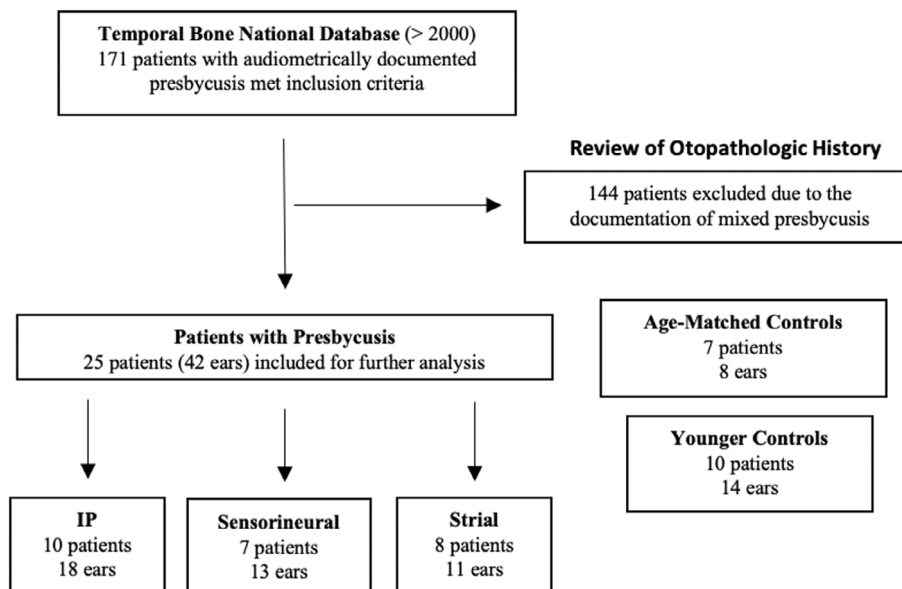 Temporal Bone National Database (> 2000)
171 patients with audiometrically documented
presbycusis met inclusion criteria
Review of Otopathologic History
144 patients excluded due to the
documentation of mixed presbycusis
Patients with Presbycusis
25 patients (42 ears) included for further analysis
Age-Matched Controls
7 patients
8 ears
Younger Controls
10 patients
14 ears
IP
10 patients
18 ears
Sensorineural
7 patients
13 ears
Strial
8 patients
11 ears